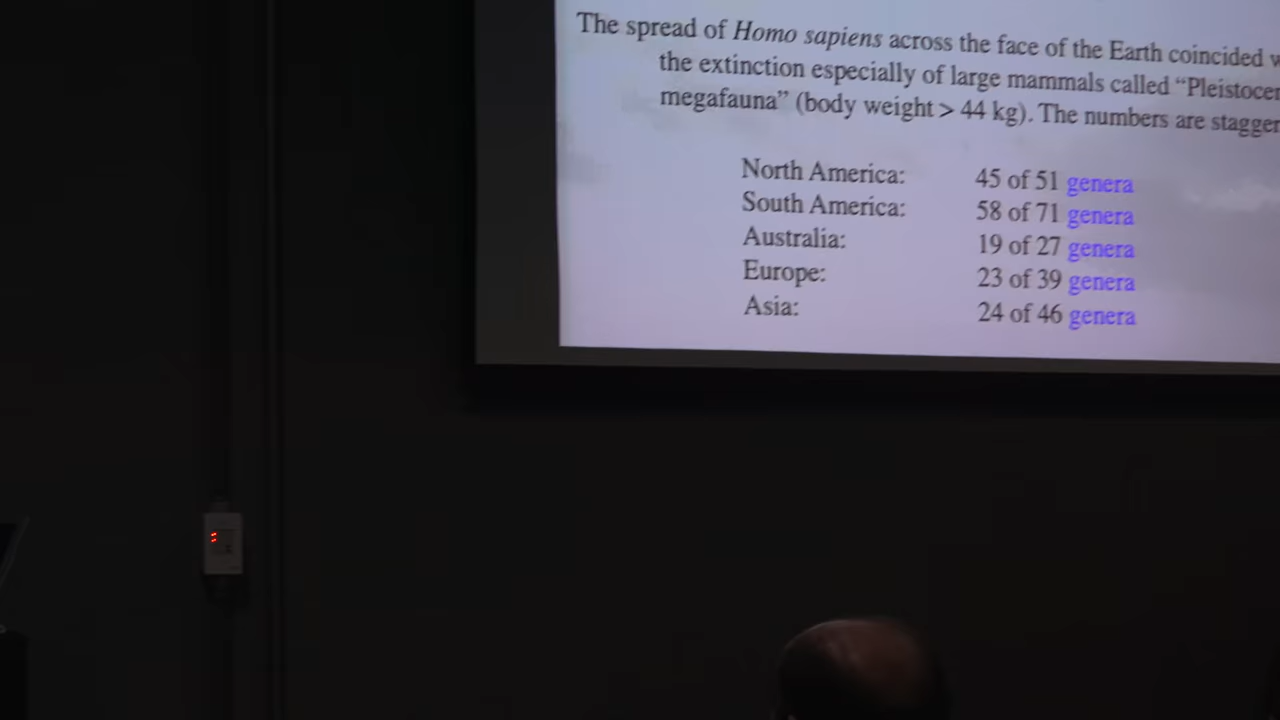 The spread of Homo sapiens across the face of the Earth coincided
the extinction especially of large mammals called “Pleistocen
megafauna” (body weight > 44 kg). The numbers are stagger
North America: 45 of 51 genera
South America: 58 of 71 genera
Australia: 19 of 27 genera
Europe: 23 of 39 genera
Asia: 24 of 46 genera